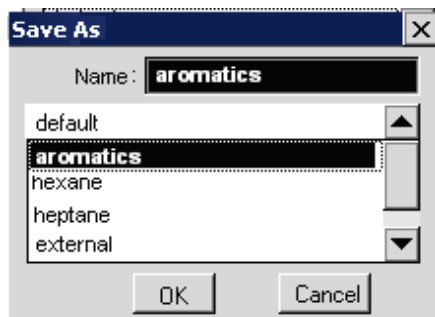 Save As
Name: aromatics
default
aromatics
hexane
heptane
external
OK Cancel